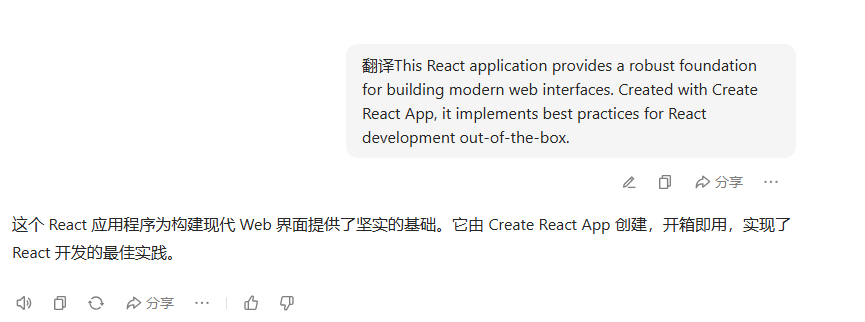 翻译This React application provides a robust foundation
for building modern web interfaces. Created with Create
React App, it implements best practices for React
development out-of-the-box.
分享
这个 React 应用程序为构建现代 Web 界面提供了坚实的基础。它由 Create React App 创建，开箱即用，实现了
React 开发的最佳实践。
分享